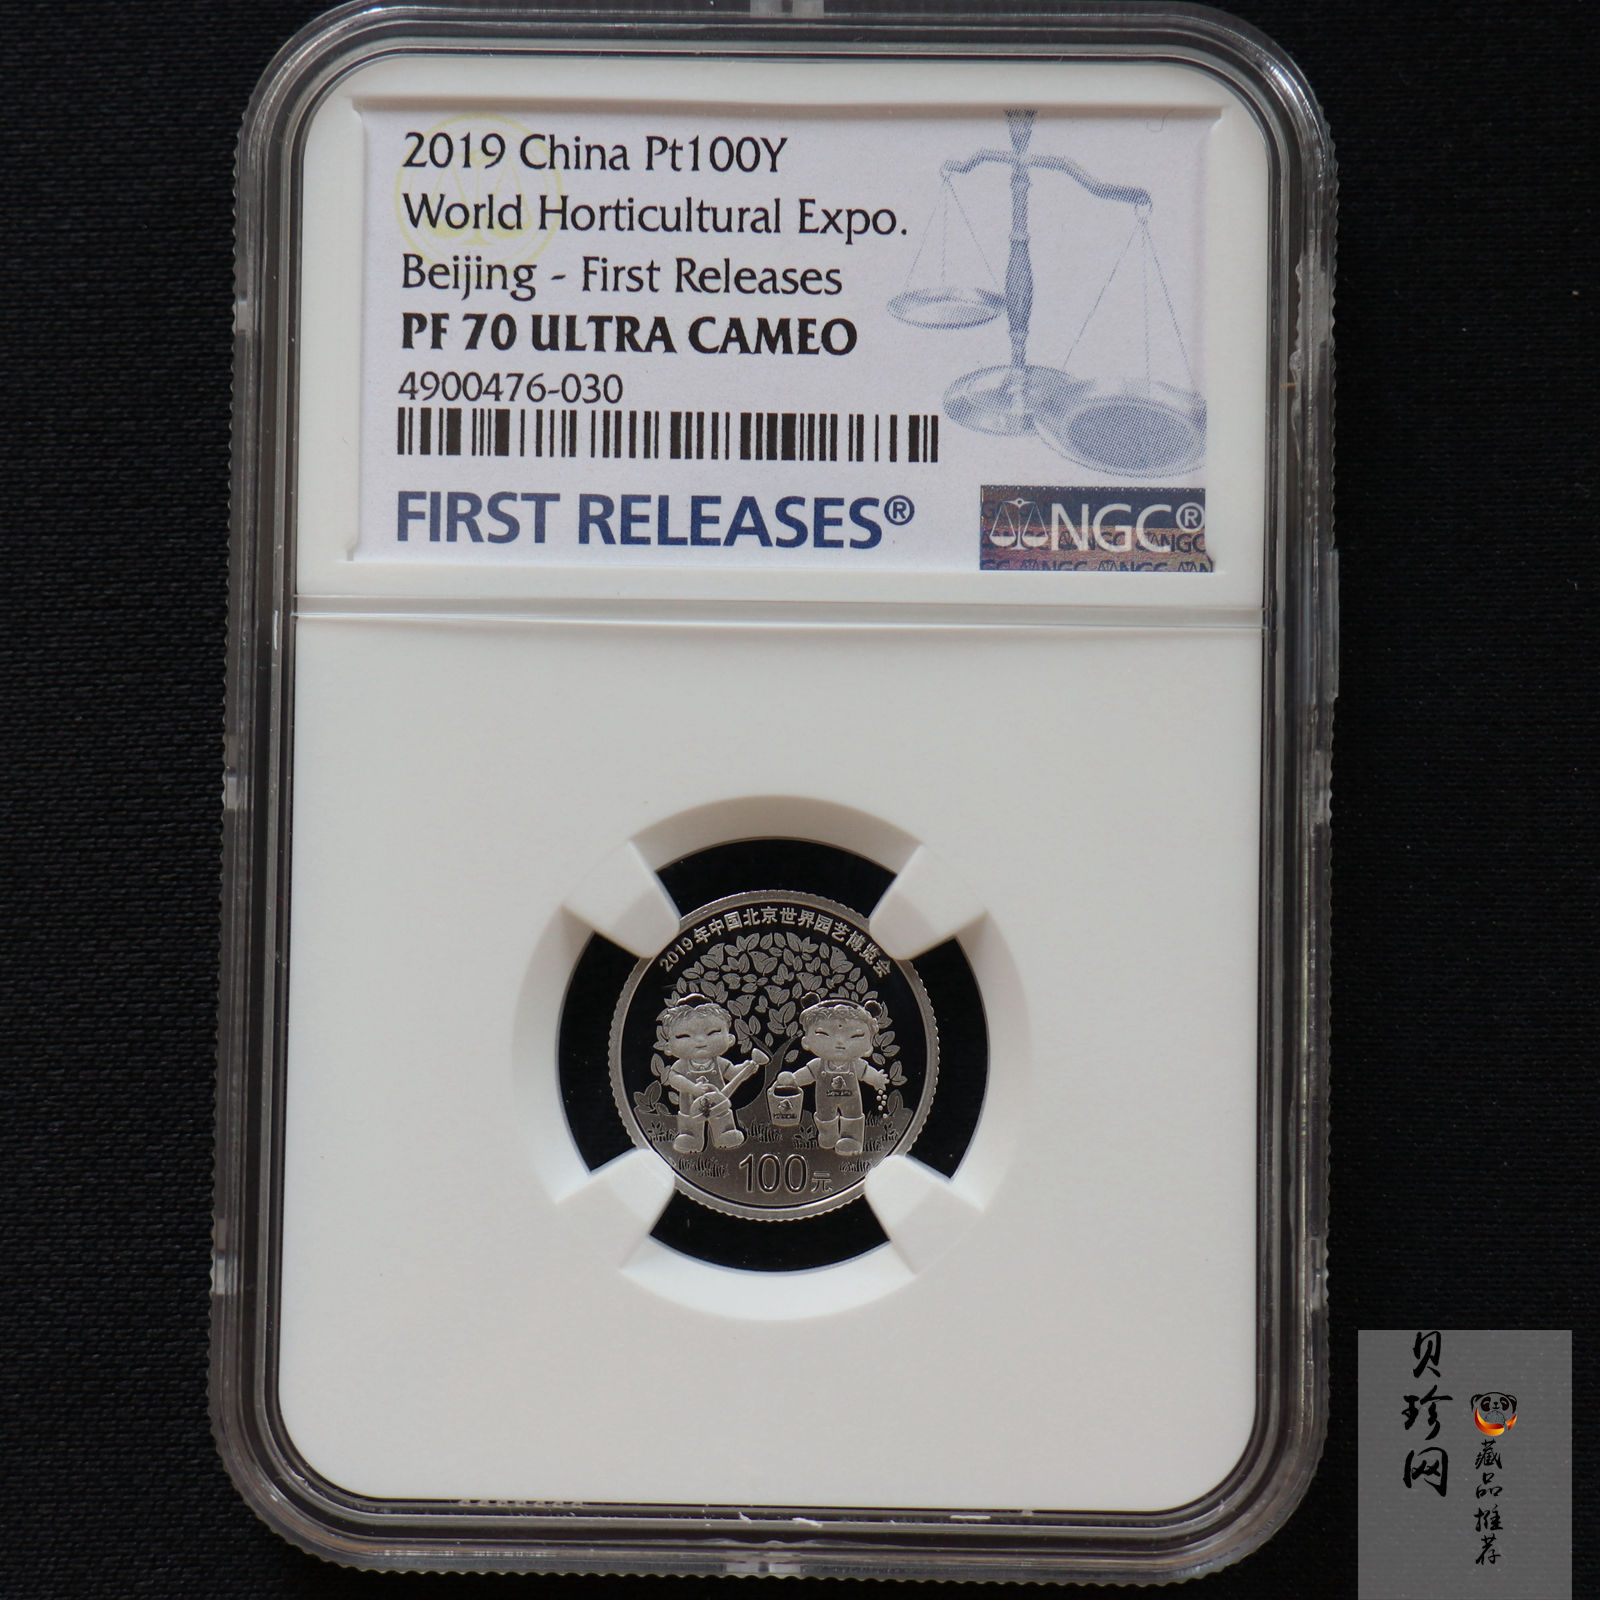 2019 China Pt100Y
World Horticultural Expo.
Beijing - First Releases
PF 70 ULTRA CAMEO
4900476-030
FIRST RELEASES®
NGC®
2019年中国北京世界园艺博览会
100元
贝珍网
藏品推荐